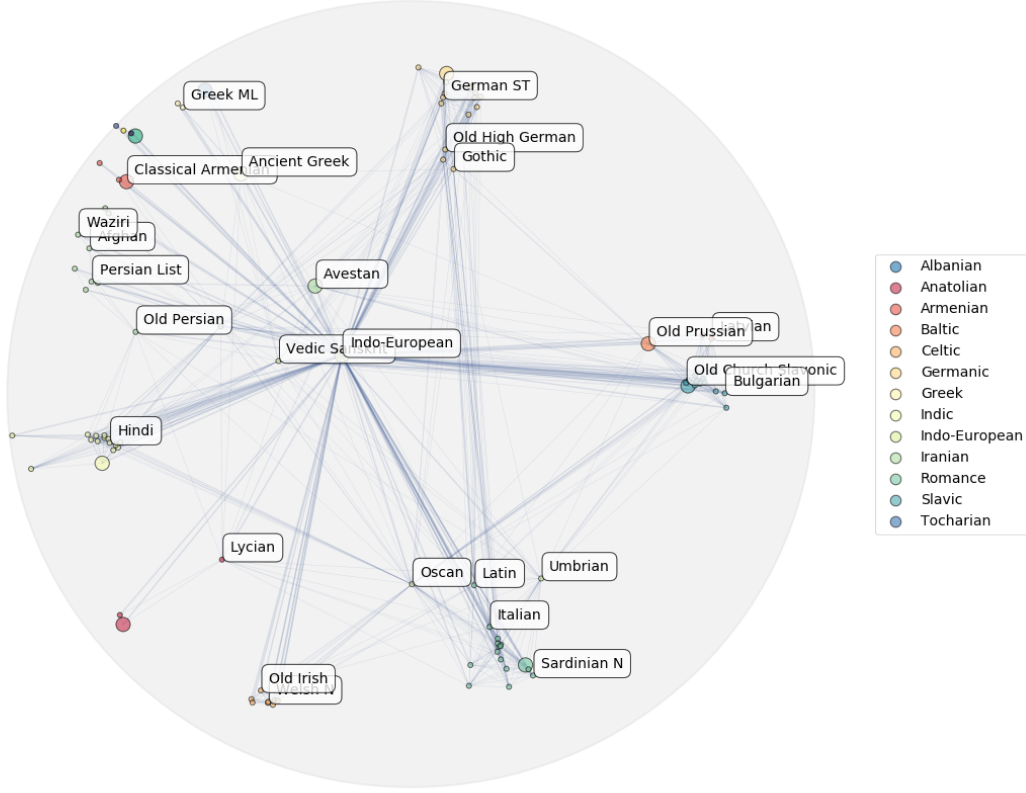 German ST
Greek ML
Old High German
Gothic
Ancient Greek
Classical Armenian
Waziri
Afghan
Persian List
Avestan
Old Persian
Old Prussian
Latvian
Indo-European
Vedic Sanskrit
Old Church Slavonic
Bulgarian
Hindi
Lycian
Oscan
Latin
Umbrian
Italian
Sardinian N
Old Irish
Welsh N
Albanian
Anatolian
Armenian
Baltic
Celtic
Germanic
Greek
Indic
Indo-European
Iranian
Romance
Slavic
Tocharian